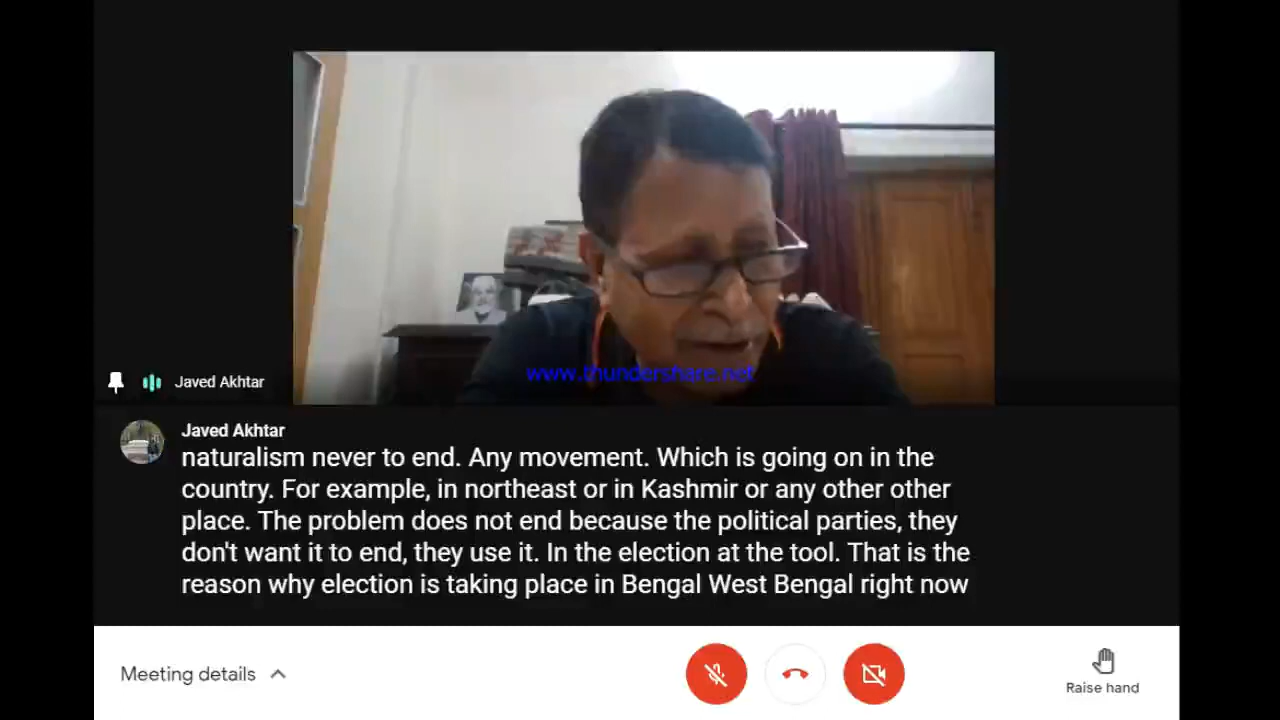 www.thundershare.net
Javed Akhtar
Javed Akhtar
naturalism never to end. Any movement. Which is going on in the
country. For example, in northeast or in Kashmir or any other other
place. The problem does not end because the political parties, they
don't want it to end, they use it. In the election at the tool. That is the
reason why election is taking place in Bengal West Bengal right now
Meeting details
Raise hand